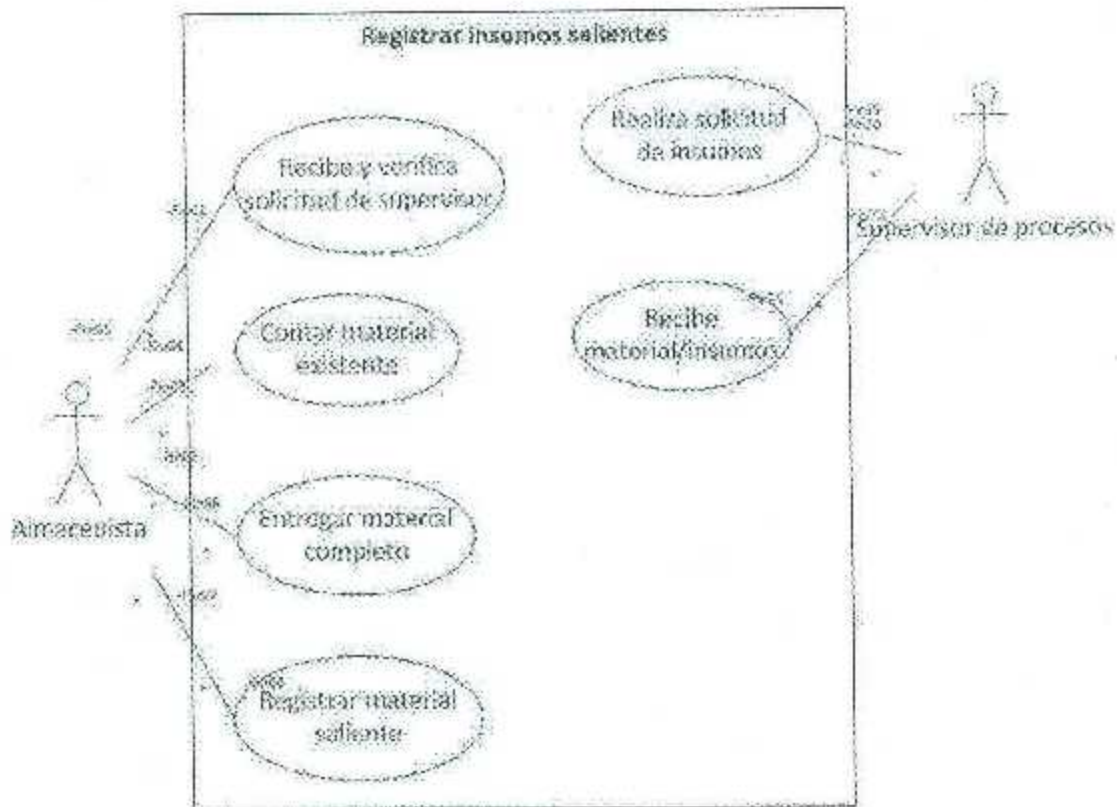 Registrar insumos salientes
Realiza solicitud
de insumos
Recibe y verifica
solicitud de supervisor
Supervisor de procesos
Contar material
existente
Recibe
material/insumos
Almacenista
Entregar material
completo
Registrar material
saliente